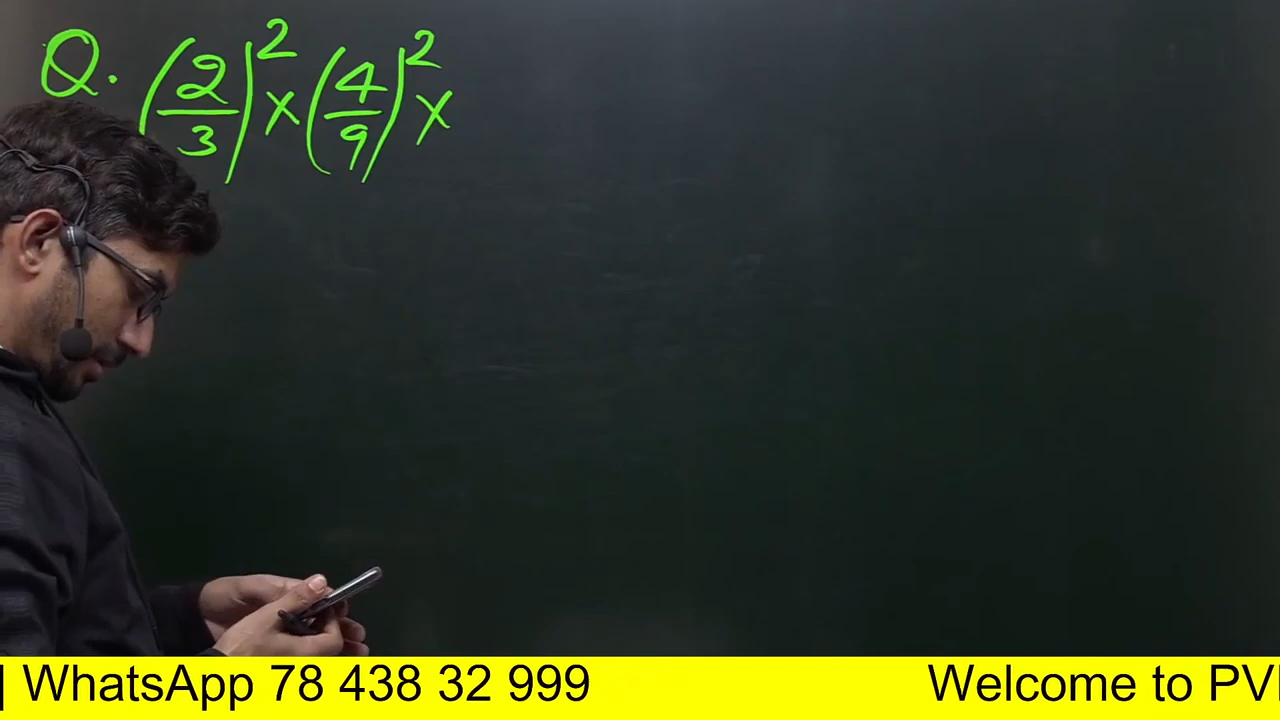 Q. (2/3)² × (4/9)² ×
| WhatsApp 78 438 32 999 Welcome to PV